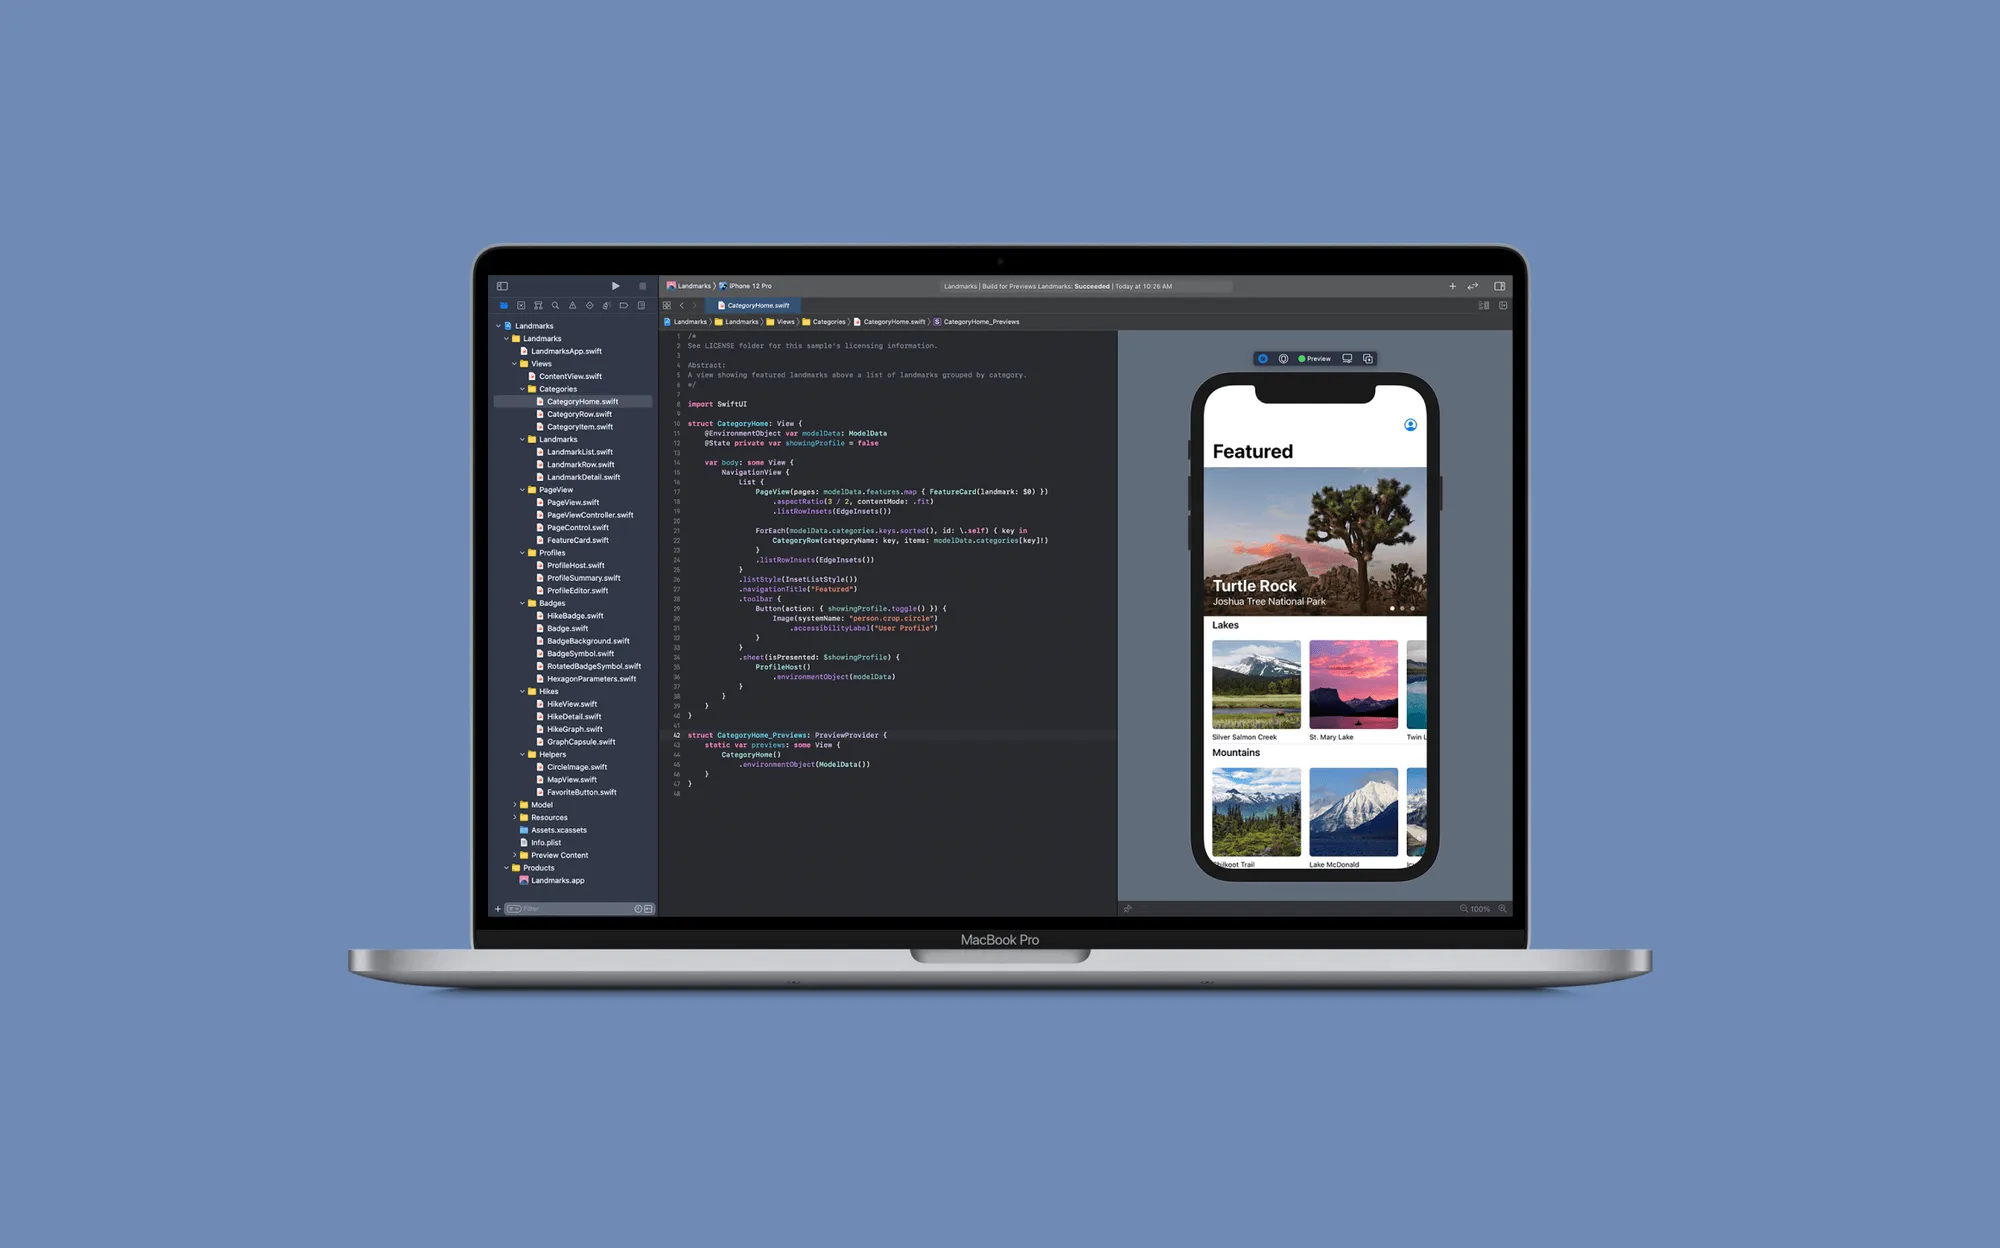 Landmarks
Landmarks
LandmarksApp.swift
Views
ContentView.swift
Categories
CategoryHome.swift
CategoryRow.swift
CategoryItem.swift
Landmarks
LandmarkList.swift
LandmarkRow.swift
LandmarkDetail.swift
PageView
PageView.swift
PageViewController.swift
PageControl.swift
FeatureCard.swift
Profiles
ProfileHost.swift
ProfileSummary.swift
ProfileEditor.swift
Badges
HikeBadge.swift
Badge.swift
BadgeBackground.swift
BadgeSymbol.swift
RotatedBadgeSymbol.swift
HexagonParameters.swift
Hikes
HikeView.swift
HikeDetail.swift
HikeGraph.swift
GraphCapsule.swift
Helpers
CircleImage.swift
MapView.swift
FavoriteButton.swift
Model
Resources
Assets.xcassets
Info.plist
Preview Content
Products
Landmarks.app
Filter
Landmarks 〉 iPhone 12 Pro
Landmarks | Build for Previews Landmarks: Succeeded | Today at 10:26 AM
CategoryHome.swift
Landmarks 〉 Landmarks 〉 Views 〉 Categories 〉 CategoryHome.swift 〉 S CategoryHome_Previews
1 /*
2 See LICENSE folder for this sample's licensing information.
3
4 Abstract:
5 A view showing featured landmarks above a list of landmarks grouped by category.
6 */
7
8 import SwiftUI
9
10 struct CategoryHome: View {
11 @EnvironmentObject var modelData: ModelData
12 @State private var showingProfile = false
13
14 var body: some View {
15 NavigationView {
16 List {
17 PageView(pages: modelData.features.map { FeatureCard(landmark: $0) })
18 .aspectRatio(3 / 2, contentMode: .fit)
19 .listRowInsets(EdgeInsets())
20
21 ForEach(modelData.categories.keys.sorted(), id: \.self) { key in
22 CategoryRow(categoryName: key, items: modelData.categories[key]!)
23 }
24 .listRowInsets(EdgeInsets())
25 }
26 .listStyle(InsetListStyle())
27 .navigationTitle("Featured")
28 .toolbar {
29 Button(action: { showingProfile.toggle() }) {
30 Image(systemName: "person.crop.circle")
31 .accessibilityLabel("User Profile")
32 }
33 }
34 .sheet(isPresented: $showingProfile) {
35 ProfileHost()
36 .environmentObject(modelData)
37 }
38 }
39 }
40 }
41
42 struct CategoryHome_Previews: PreviewProvider {
43 static var previews: some View {
44 CategoryHome()
45 .environmentObject(ModelData())
46 }
47 }
48
Preview
Featured
Turtle Rock
Joshua Tree National Park
Lakes
Silver Salmon Creek
St. Mary Lake
Twin L
Mountains
Chilkoot Trail
Lake McDonald
100%
MacBook Pro